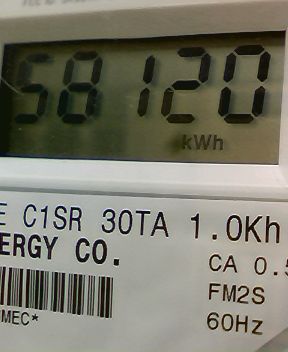 58120
kWh
E C1SR 30TA 1.0Kh
ERGY CO.
CA 0.5
FM2S
MEC*
60Hz